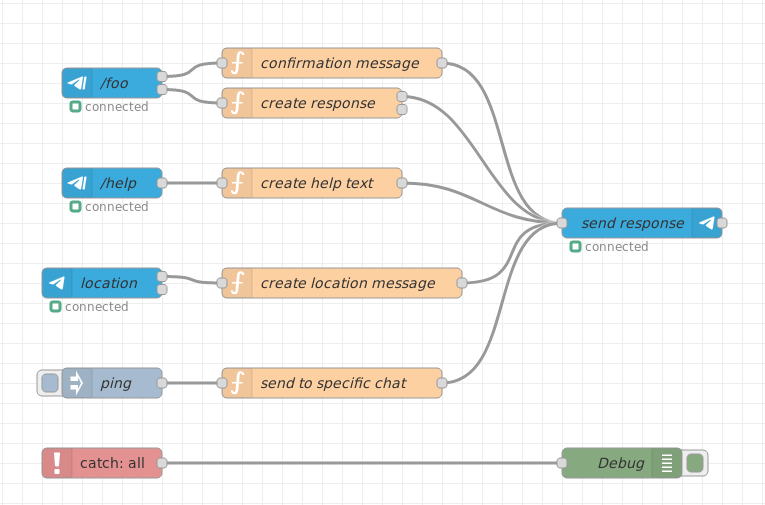 confirmation message
/foo
connected
create response
/help
create help text
connected
send response
connected
location
create location message
connected
ping
send to specific chat
catch: all
Debug